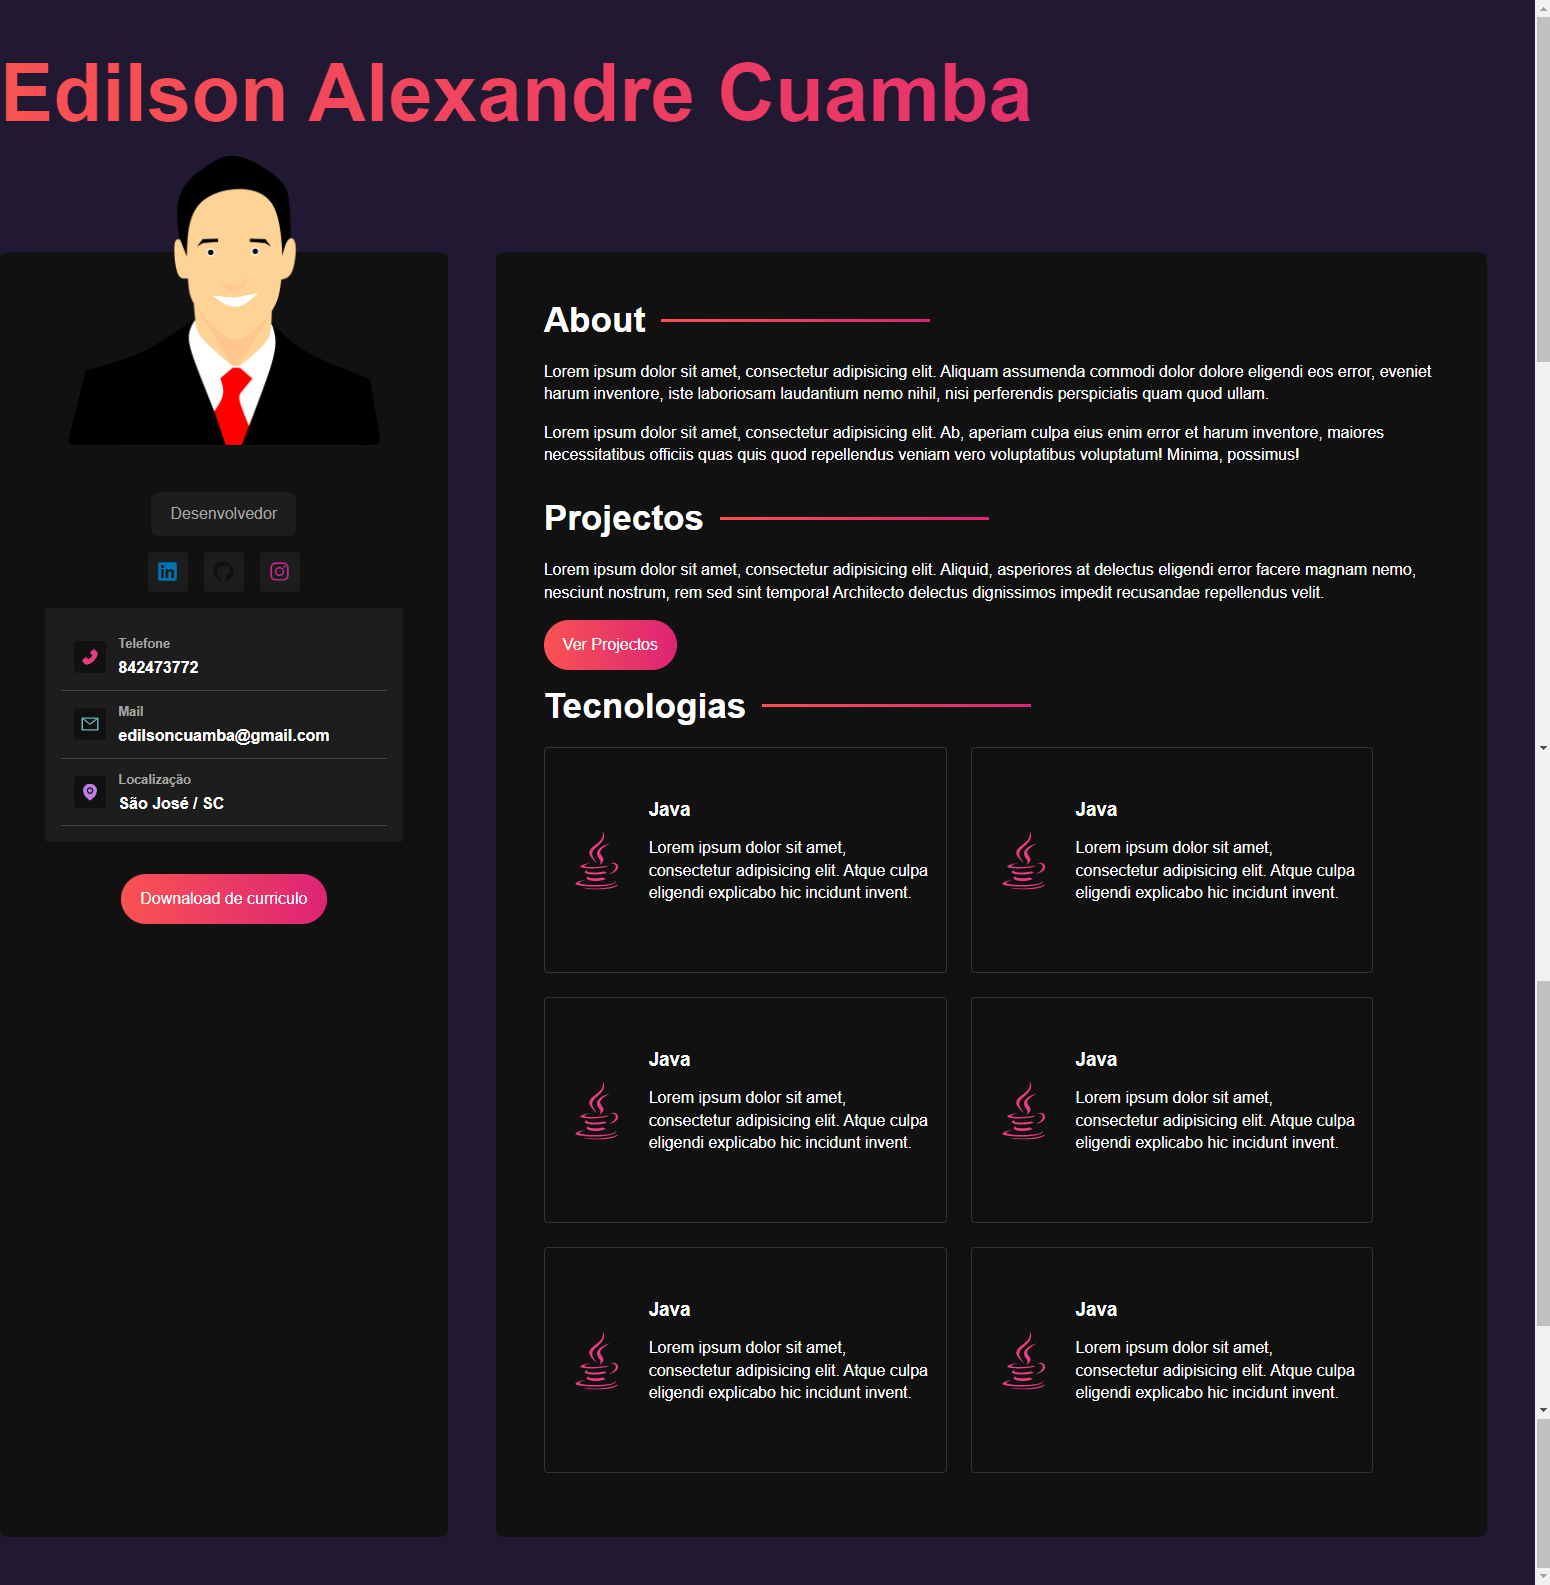 Edilson Alexandre Cuamba
Desenvolvedor
Telefone
842473772
Mail
edilsoncuamba@gmail.com
Localização
São José / SC
Downaload de curriculo
About
Lorem ipsum dolor sit amet, consectetur adipisicing elit. Aliquam assumenda commodi dolor dolore eligendi eos error, eveniet
harum inventore, iste laboriosam laudantium nemo nihil, nisi perferendis perspiciatis quam quod ullam.
Lorem ipsum dolor sit amet, consectetur adipisicing elit. Ab, aperiam culpa eius enim error et harum inventore, maiores
necessitatibus officiis quas quis quod repellendus veniam vero voluptatibus voluptatum! Minima, possimus!
Projectos
Lorem ipsum dolor sit amet, consectetur adipisicing elit. Aliquid, asperiores at delectus eligendi error facere magnam nemo,
nesciunt nostrum, rem sed sint tempora! Architecto delectus dignissimos impedit recusandae repellendus velit.
Ver Projectos
Tecnologias
Java
Lorem ipsum dolor sit amet,
consectetur adipisicing elit. Atque culpa
eligendi explicabo hic incidunt invent.
Java
Lorem ipsum dolor sit amet,
consectetur adipisicing elit. Atque culpa
eligendi explicabo hic incidunt invent.
Java
Lorem ipsum dolor sit amet,
consectetur adipisicing elit. Atque culpa
eligendi explicabo hic incidunt invent.
Java
Lorem ipsum dolor sit amet,
consectetur adipisicing elit. Atque culpa
eligendi explicabo hic incidunt invent.
Java
Lorem ipsum dolor sit amet,
consectetur adipisicing elit. Atque culpa
eligendi explicabo hic incidunt invent.
Java
Lorem ipsum dolor sit amet,
consectetur adipisicing elit. Atque culpa
eligendi explicabo hic incidunt invent.